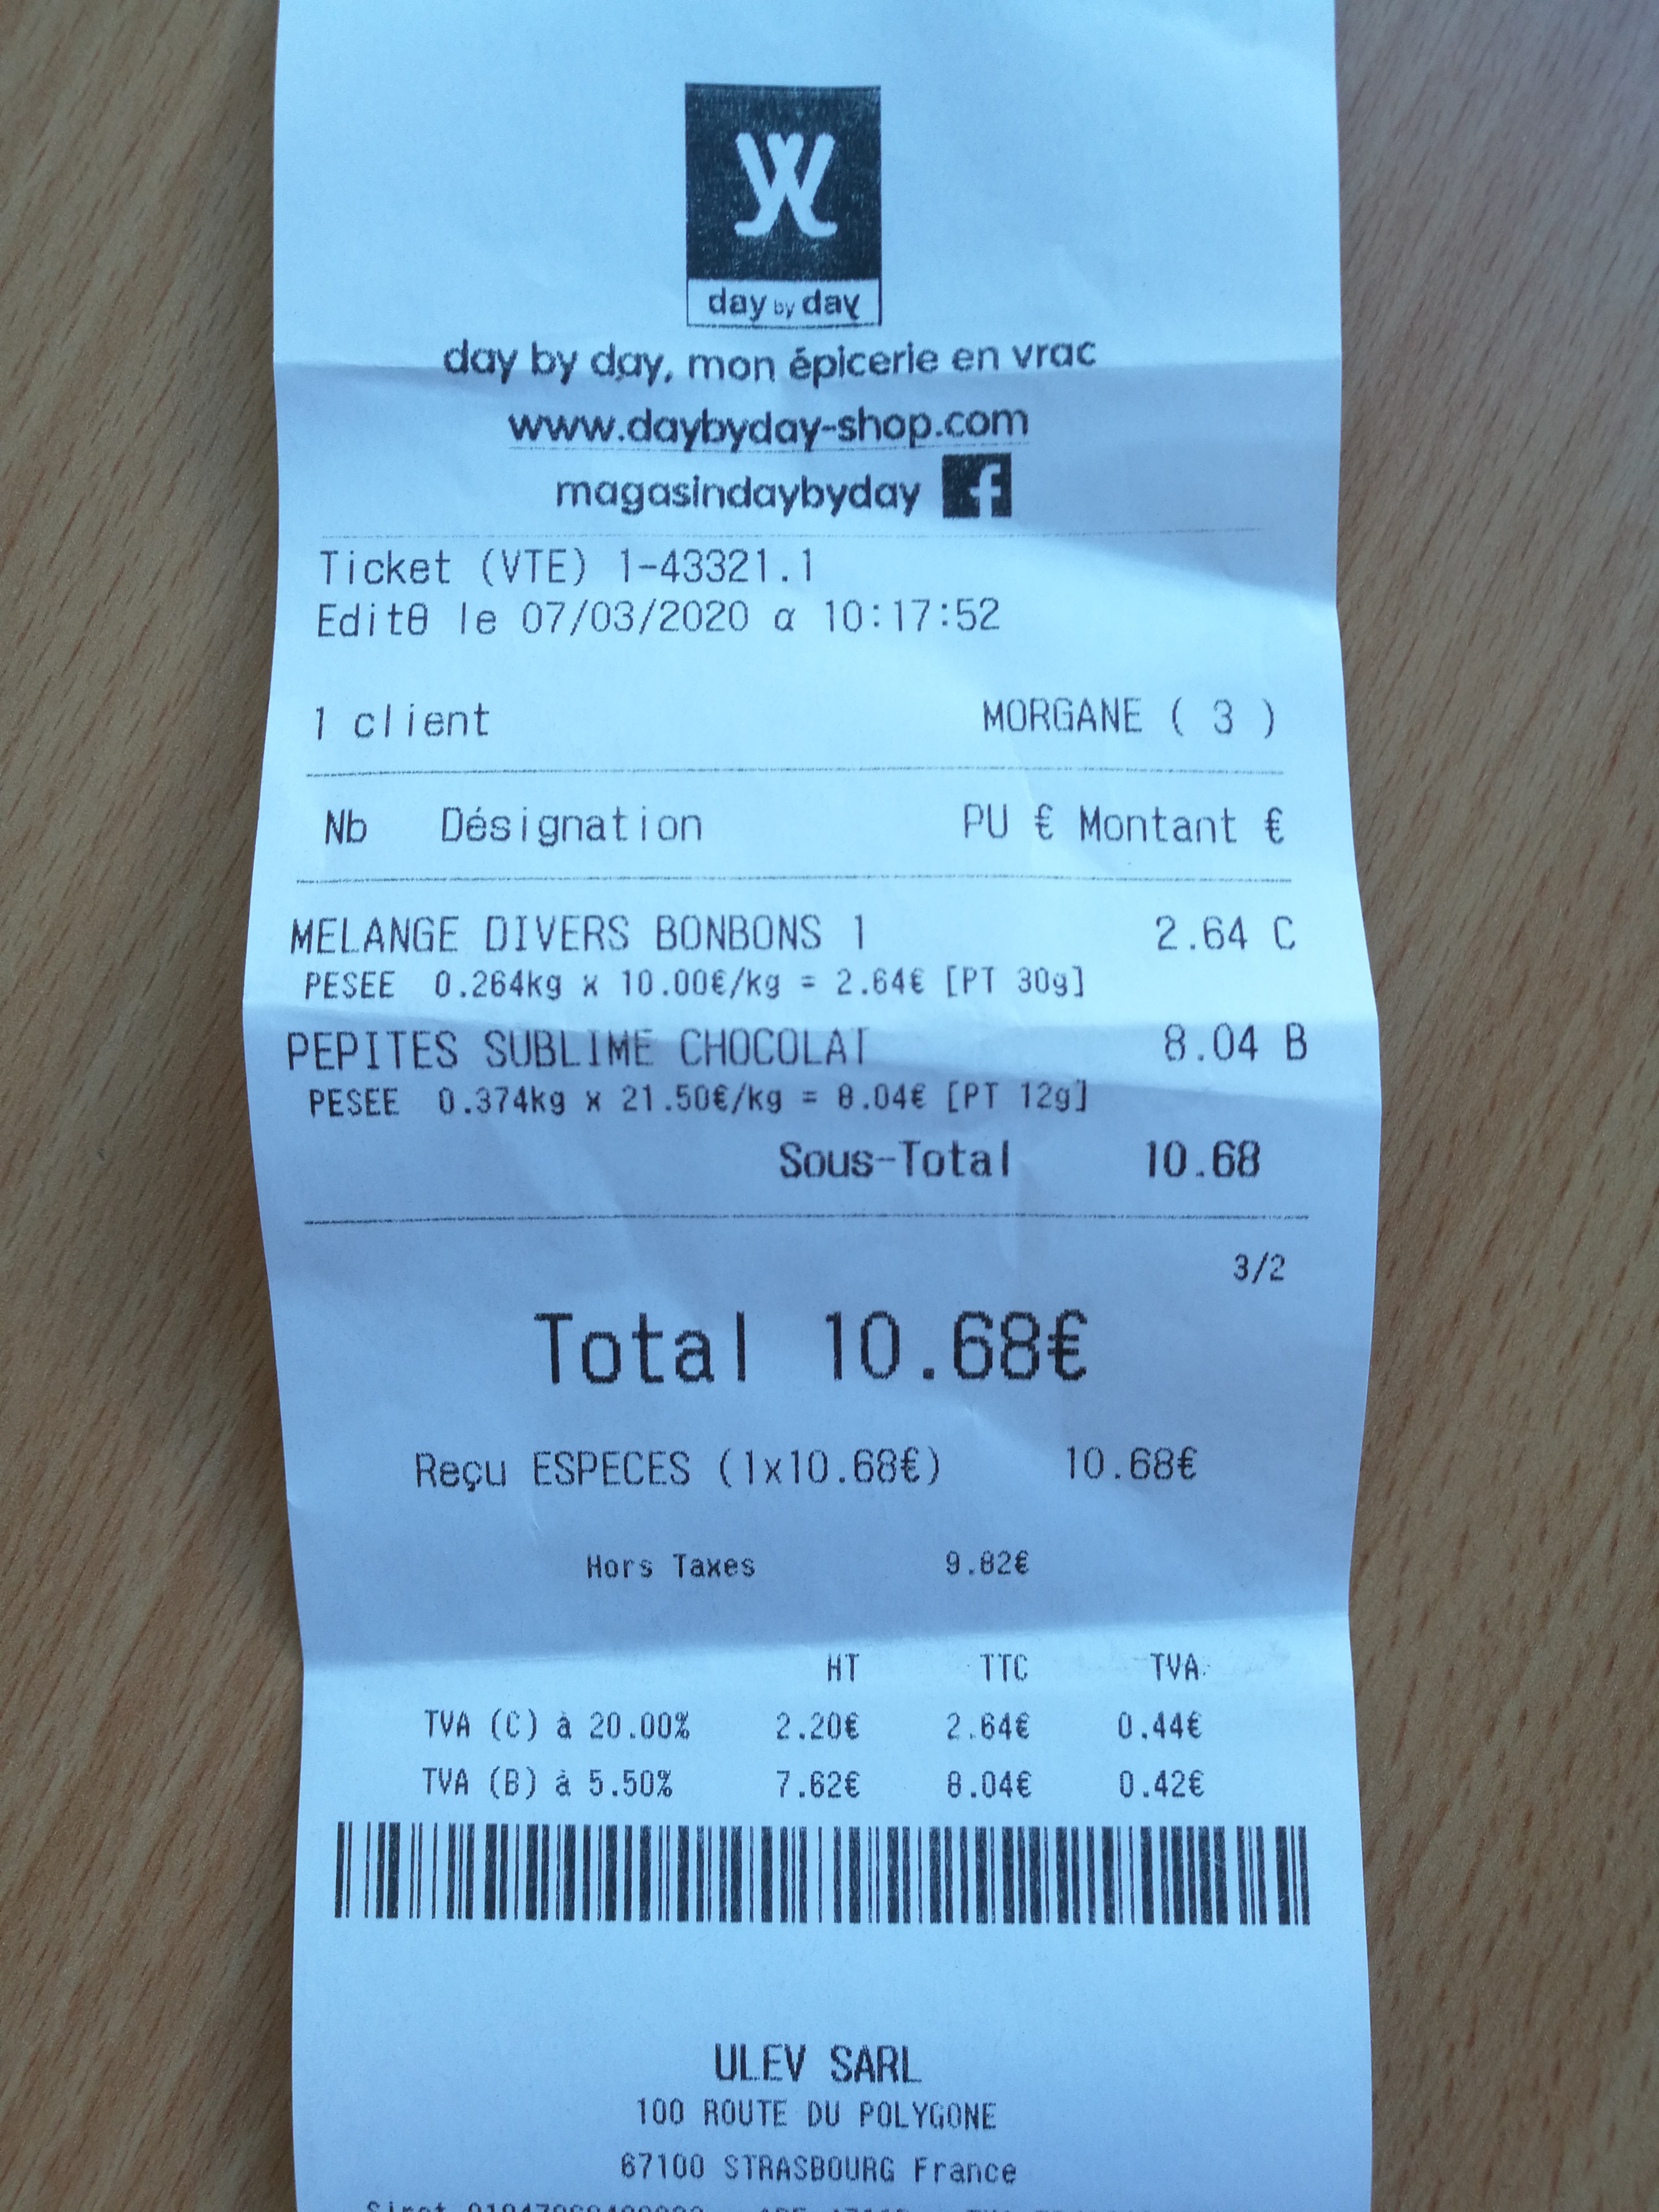 day by day
day by day, mon épicerie en vrac
www.daybyday-shop.com
magasindaybyday f
Ticket (VTE) 1-43321.1
Editθ le 07/03/2020 α 10:17:52
1 client MORGANE ( 3 )
Nb Désignation PU € Montant €
MELANGE DIVERS BONBONS 1 2.64 C
PESEE 0.264kg x 10.00€/kg = 2.64€ [PT 30g]
PEPITES SUBLIME CHOCOLAT 8.04 B
PESEE 0.374kg x 21.50€/kg = 8.04€ [PT 12g]
Sous-Total 10.68
3/2
Total 10.68€
Reçu ESPECES (1x10.68€) 10.68€
Hors Taxes 9.82€
HT TTC TVA
TVA (C) à 20.00% 2.20€ 2.64€ 0.44€
TVA (B) à 5.50% 7.62€ 8.04€ 0.42€
ULEV SARL
100 ROUTE DU POLYGONE
67100 STRASBOURG France
Siret